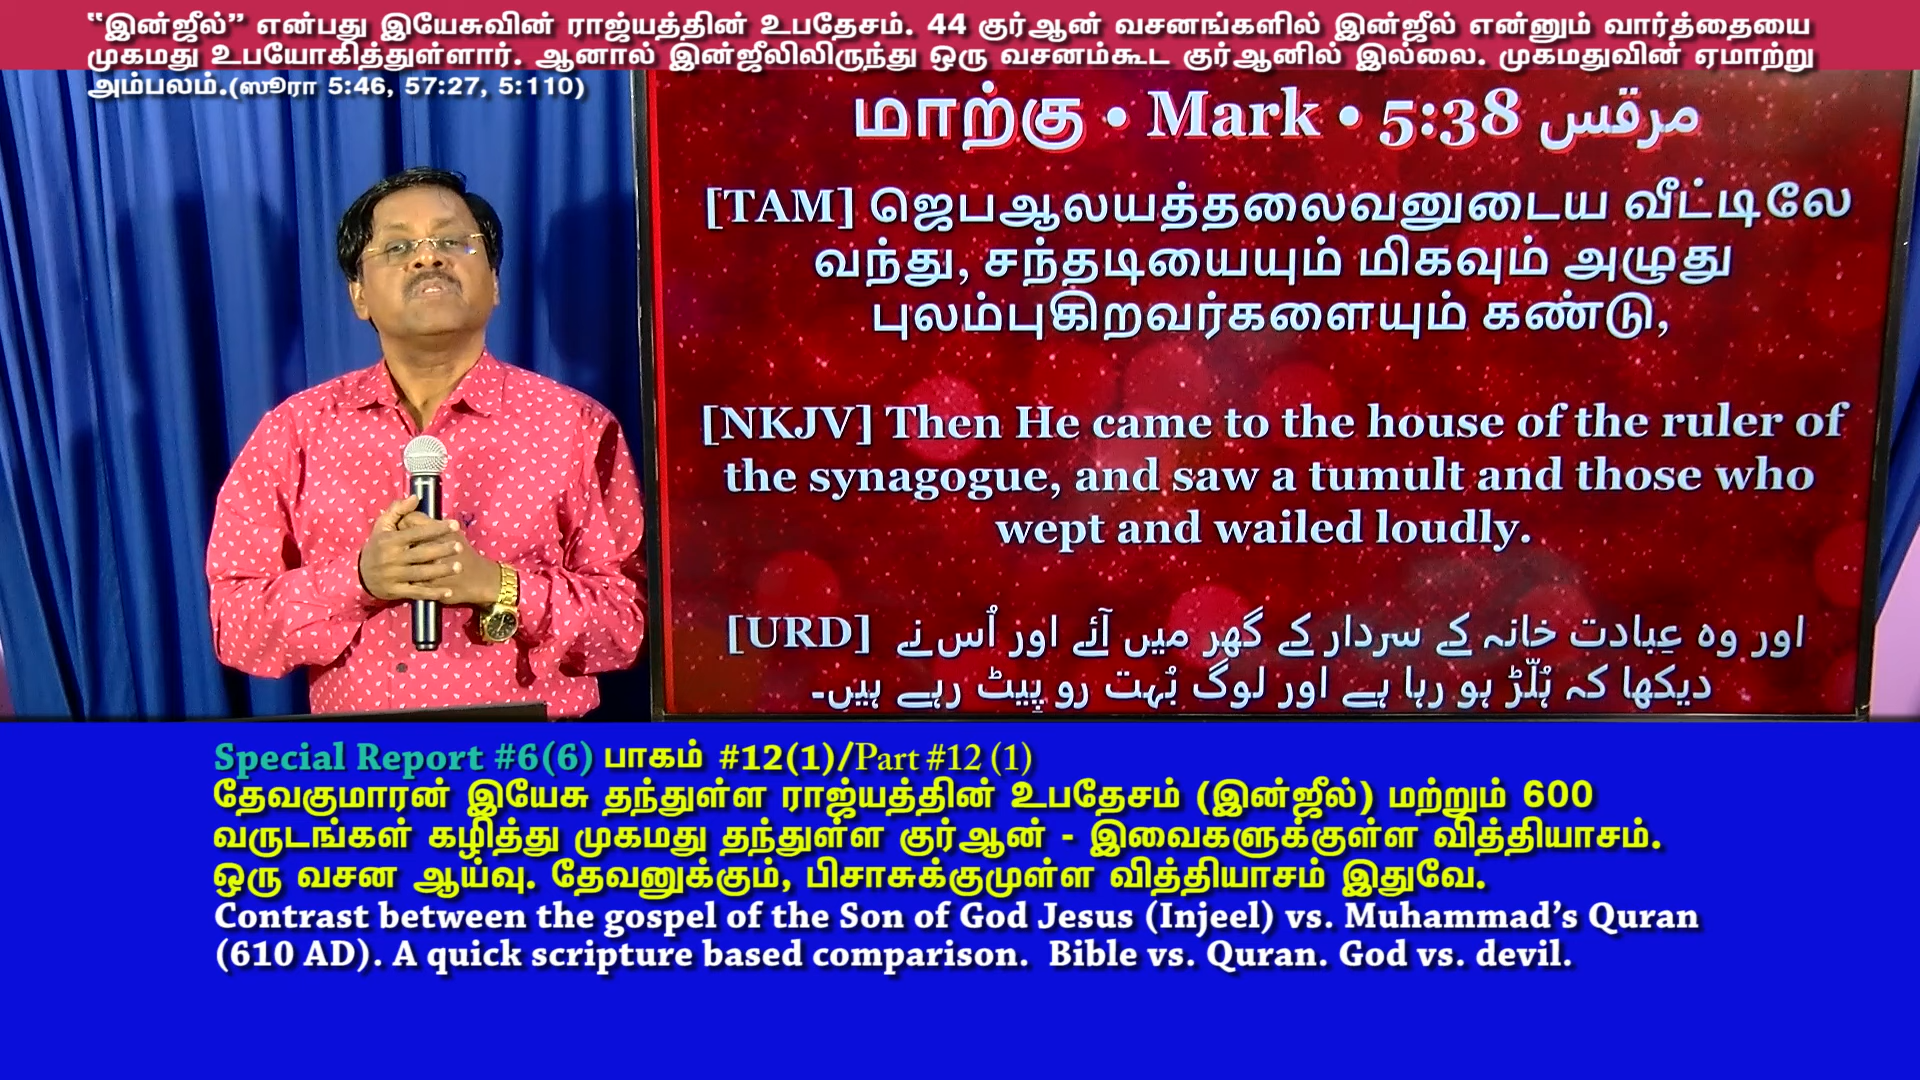 “இன்ஜீல்” என்பது இயேசுவின் ராஜ்யத்தின் உபதேசம். 44 குர்ஆன் வசனங்களில் இன்ஜீல் என்னும் வார்த்தையை
முகமது உபயோகித்துள்ளார். ஆனால் இன்ஜீலிலிருந்து ஒரு வசனம்கூட குர்ஆனில் இல்லை. முகமதுவின் ஏமாற்று
அம்பலம்.(ஸூரா 5:46, 57:27, 5:110)
மாற்கு • Mark • 5:38 مرقس
[TAM] ஜெபஆலயத்தலைவனுடைய வீட்டிலே
வந்து, சந்தடியையும் மிகவும் அழுது
புலம்புகிறவர்களையும் கண்டு,
[NKJV] Then He came to the house of the ruler of
the synagogue, and saw a tumult and those who
wept and wailed loudly.
[URD] اور وہ عِبادت خانہ کے سردار کے گھر میں آئے اور اُس نے
دیکھا کہ ہُلّڑ ہو رہا ہے اور لوگ بُہت رو پِیٹ رہے ہیں۔
Special Report #6(6) பாகம் #12(1)/Part #12 (1)
தேவகுமாரன் இயேசு தந்துள்ள ராஜ்யத்தின் உபதேசம் (இன்ஜீல்) மற்றும் 600
வருடங்கள் கழித்து முகமது தந்துள்ள குர்ஆன் - இவைகளுக்குள்ள வித்தியாசம்.
ஒரு வசன ஆய்வு. தேவனுக்கும், பிசாசுக்குமுள்ள வித்தியாசம் இதுவே.
Contrast between the gospel of the Son of God Jesus (Injeel) vs. Muhammad’s Quran
(610 AD). A quick scripture based comparison.  Bible vs. Quran. God vs. devil.